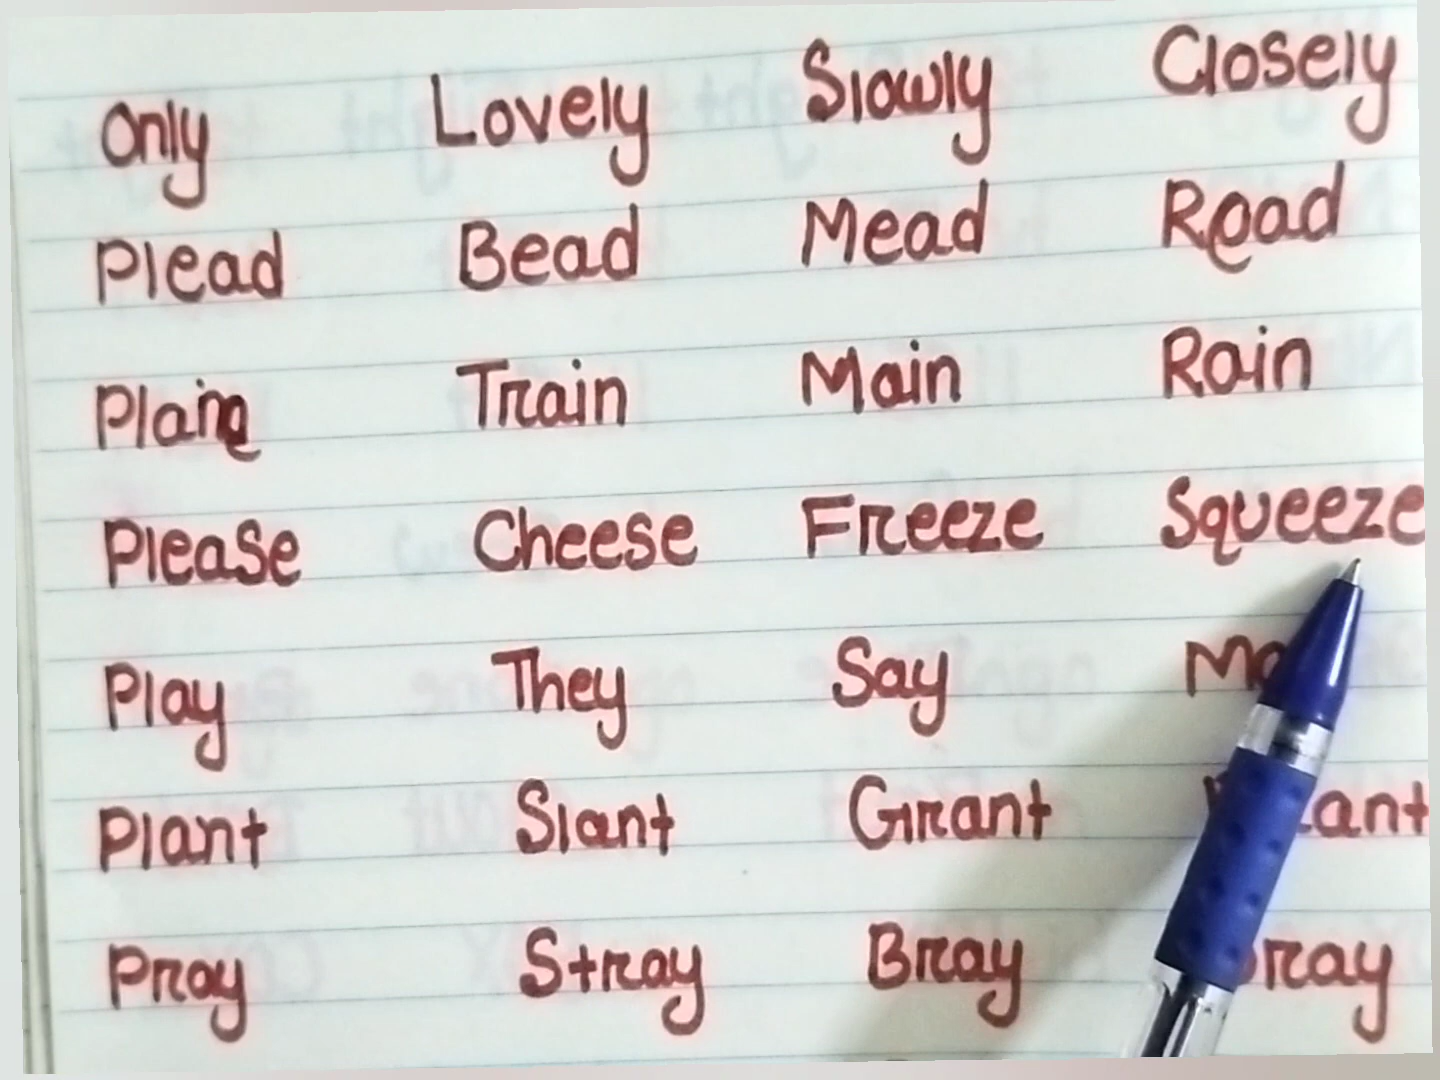 Only Lovely Slowly Closely
Plead Bead Mead Read
Plain Train Main Rain
Please Cheese Freeze Squeeze
Play They Say
Plant Slant Grant
Pray Stray Bray